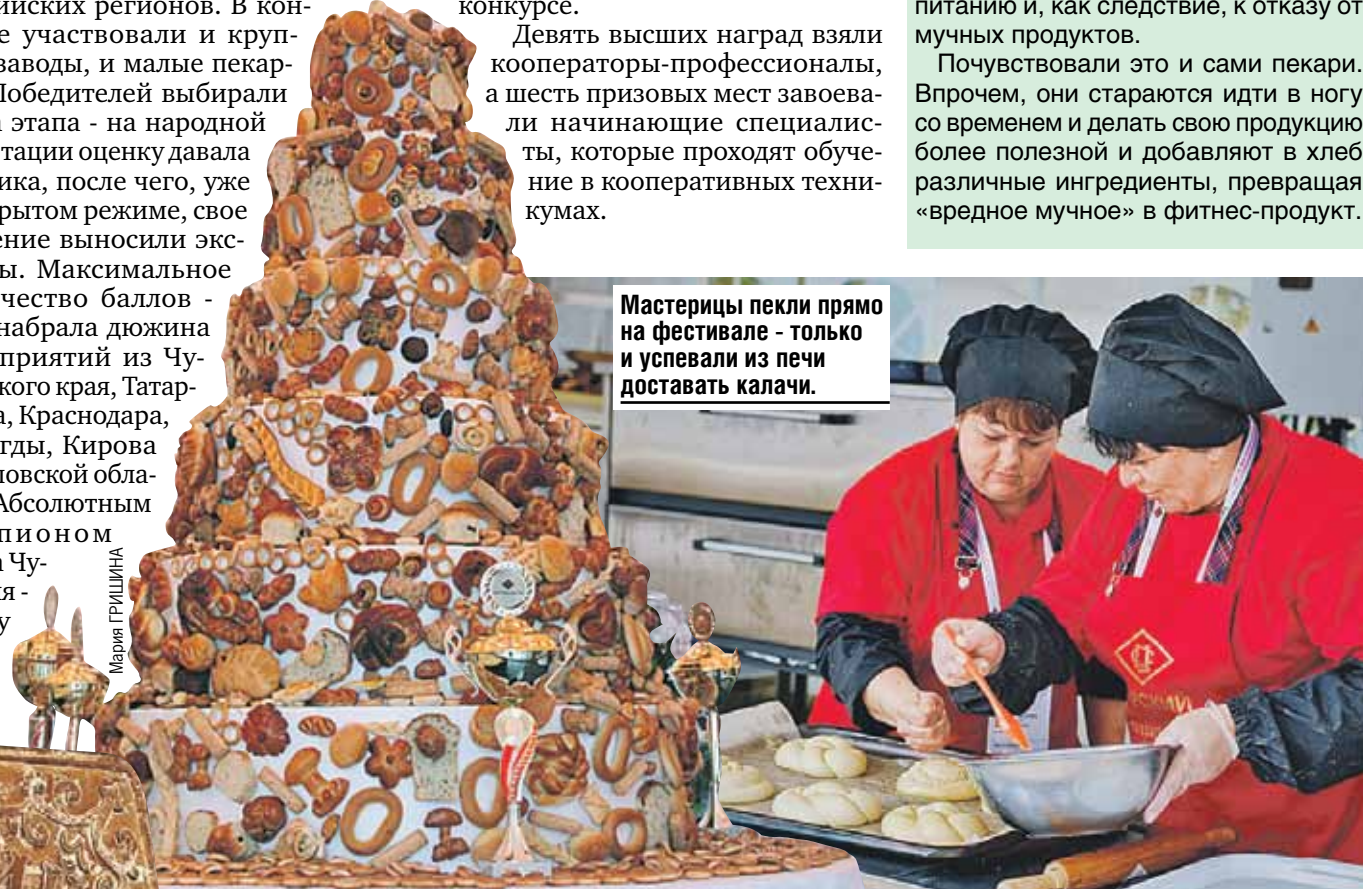 ийских регионов. В кон-
е участвовали и круп-
заводы, и малые пекар-
Победителей выбирали
а этапа - на народной
тации оценку давала
ика, после чего, уже
рытом режиме, свое
ение выносили экс-
ы. Максимальное
чество баллов -
набрала дюжина
приятий из Чу-
кого края, Татар-
а, Краснодара,
гды, Кирова
ловской обла-
Абсолютным
пионом
а Чу-
ия -
у
Мария ГРИШИНА
конкурсе.
Девять высших наград взяли
кооператоры-профессионалы,
а шесть призовых мест завоева-
ли начинающие специалис-
ты, которые проходят обуче-
ние в кооперативных техни-
кумах.
питанию и, как следствие, к отказу от
мучных продуктов.
Почувствовали это и сами пекари.
Впрочем, они стараются идти в ногу
со временем и делать свою продукцию
более полезной и добавляют в хлеб
различные ингредиенты, превращая
«вредное мучное» в фитнес-продукт.
Мастерицы пекли прямо
на фестивале - только
и успевали из печи
доставать калачи.